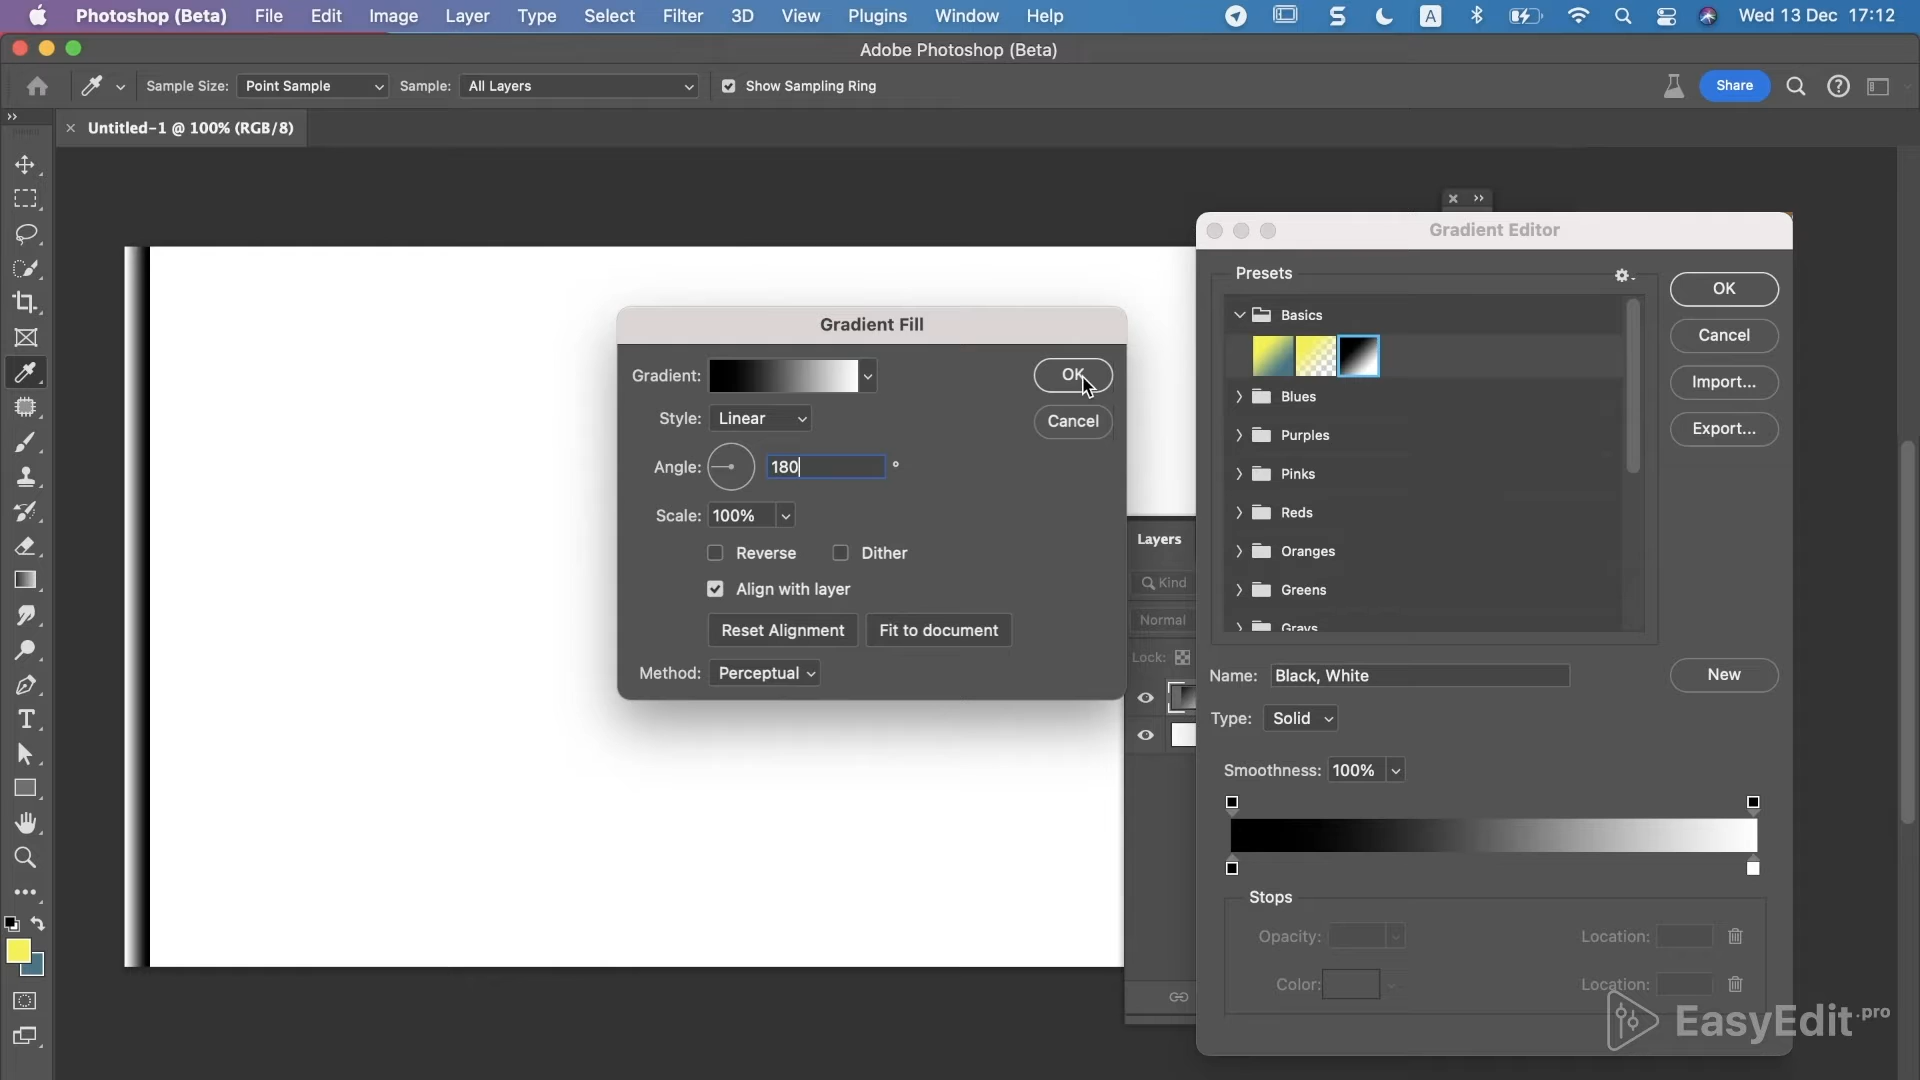 Photoshop (Beta) File Edit Image Layer Type Select Filter 3D View Plugins Window Help A Wed 13 Dec 17:12
Adobe Photoshop (Beta)
Sample Size: Point Sample Sample: All Layers Show Sampling Ring Share
Untitled-1 @ 100% (RGB/8)
Gradient Fill
Gradient: OK
Style: Linear Cancel
Angle: 180 °
Scale: 100%
Reverse Dither
Align with layer
Reset Alignment Fit to document
Method: Perceptual
Layers
Kind
Normal
Lock:
Gradient Editor
Presets
Basics
Blues
Purples
Pinks
Reds
Oranges
Greens
Grays
OK
Cancel
Import...
Export...
Name: Black, White New
Type: Solid
Smoothness: 100%
Stops
Opacity: Location:
Color: Location:
EasyEdit.pro